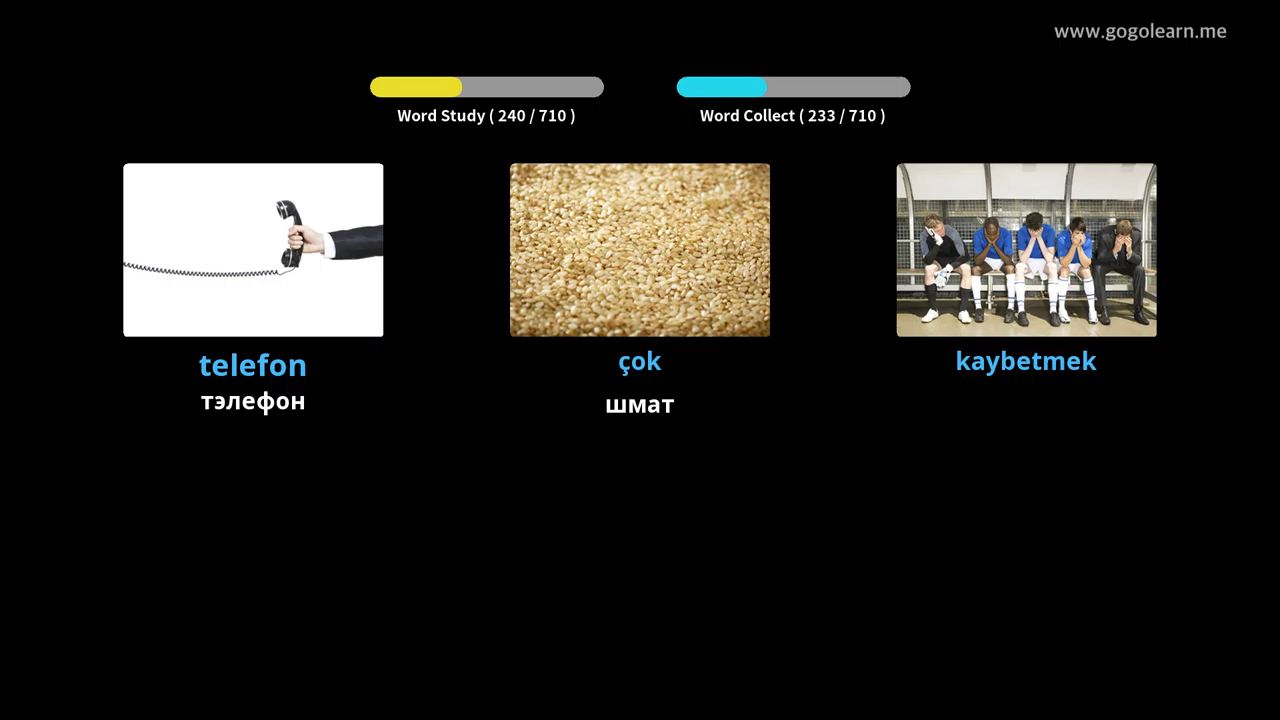 www.gogolearn.me
Word Study ( 240 / 710 )
Word Collect ( 233 / 710 )
telefon
тэлефон
çok
шмат
kaybetmek